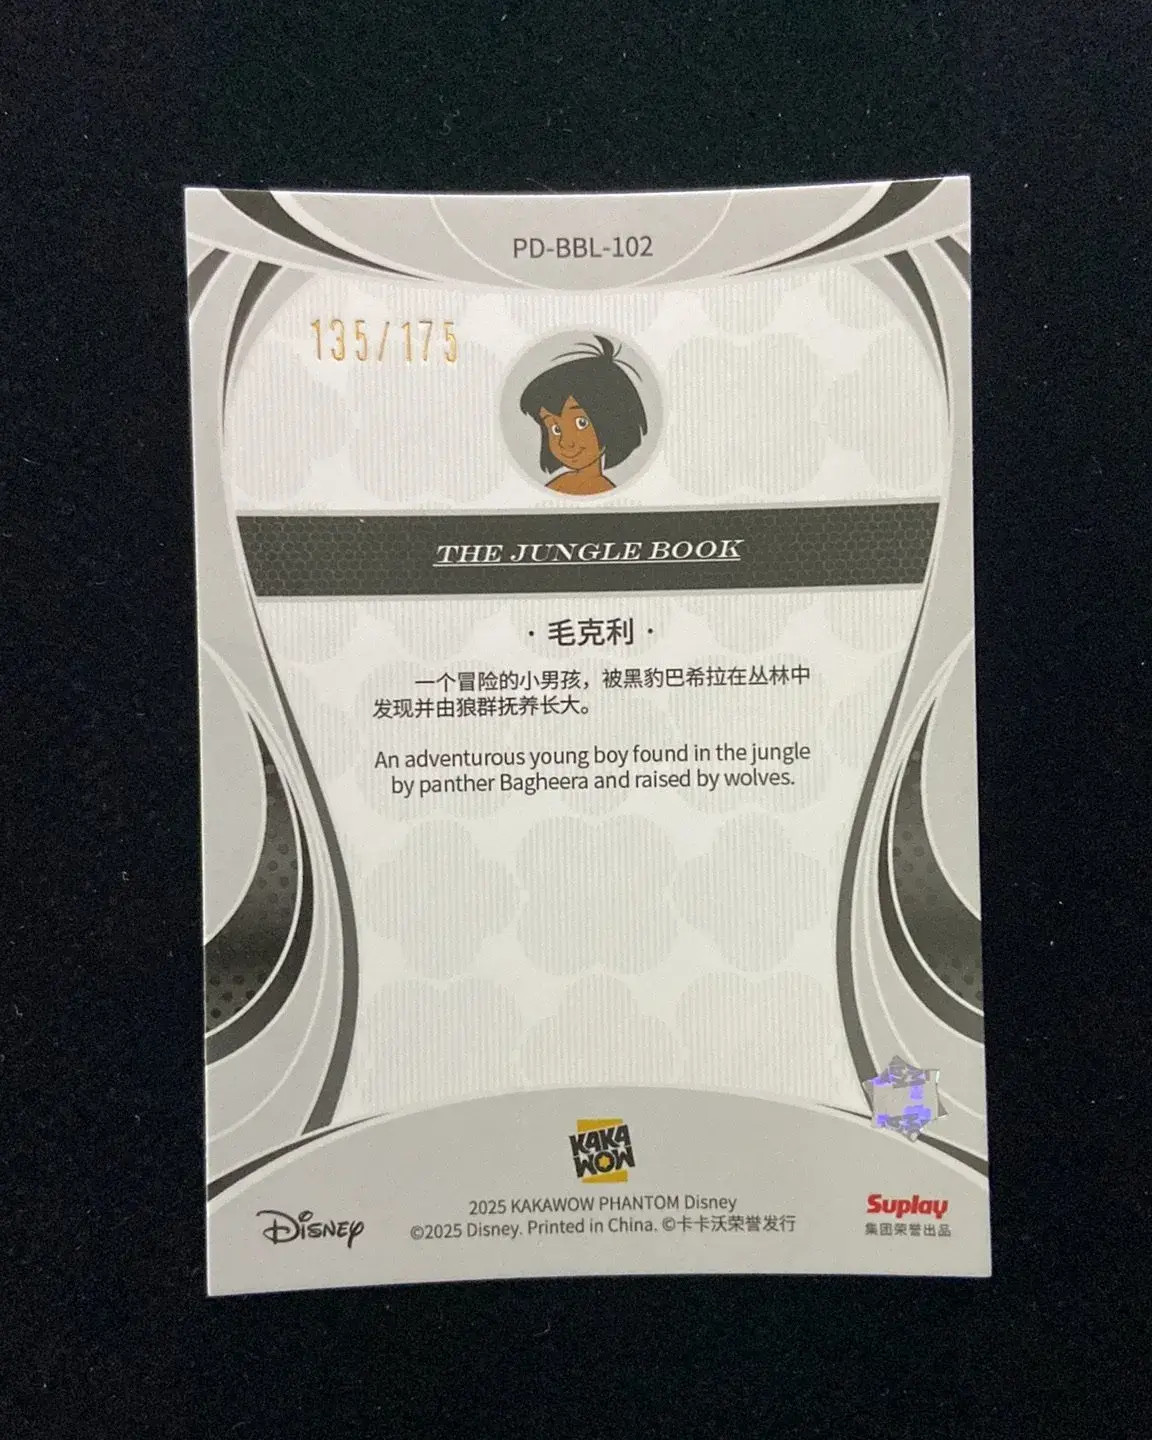 PD-BBL-102
135/175
THE JUNGLE BOOK
· 毛克利 ·
一个冒险的小男孩，被黑豹巴希拉在丛林中
发现并由狼群抚养长大。
An adventurous young boy found in the jungle
by panther Bagheera and raised by wolves.
KAKA
WOW
2025 KAKAWOW PHANTOM Disney
©2025 Disney. Printed in China. ©卡卡沃荣誉发行
Disney
Suplay
集团荣誉出品